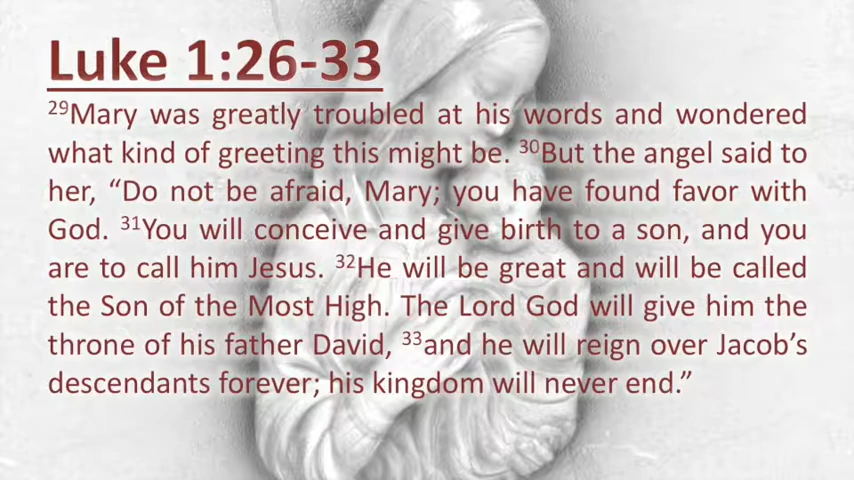 Luke 1:26-33
²⁹Mary was greatly troubled at his words and wondered
what kind of greeting this might be. ³⁰But the angel said to
her, “Do not be afraid, Mary; you have found favor with
God. ³¹You will conceive and give birth to a son, and you
are to call him Jesus. ³²He will be great and will be called
the Son of the Most High. The Lord God will give him the
throne of his father David, ³³and he will reign over Jacob’s
descendants forever; his kingdom will never end.”